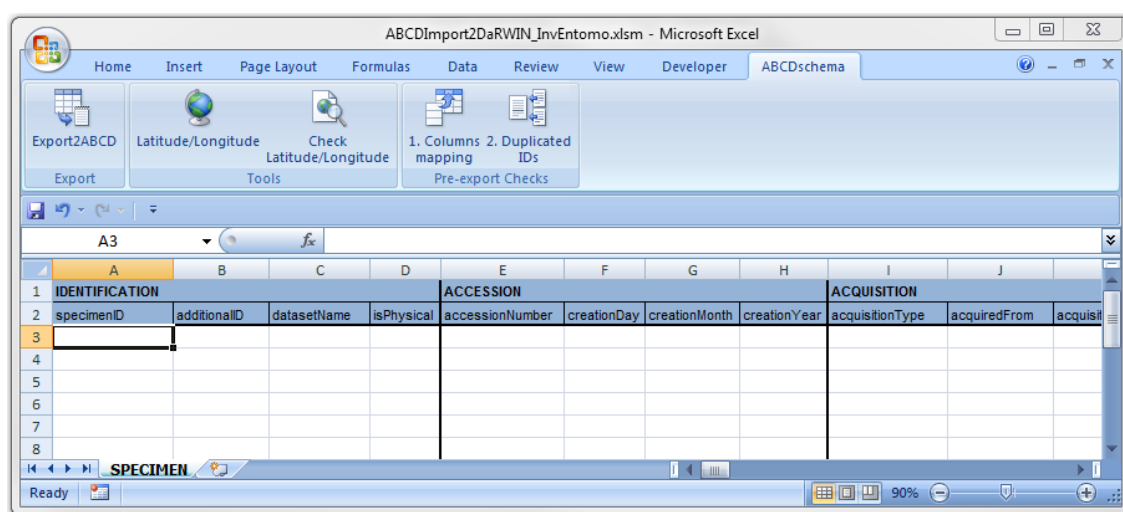 ABCDImport2DaRWIN_InvEntomo.xlsm - Microsoft Excel
Home Insert Page Layout Formulas Data Review View Developer ABCDschema
Export2ABCD Latitude/Longitude Check Latitude/Longitude 1. Columns mapping 2. Duplicated IDs
Export Tools Pre-export Checks
A3 fx
A B C D E F G H I J
1 IDENTIFICATION ACCESSION ACQUISITION
2 specimenID additionalID datasetName isPhysical accessionNumber creationDay creationMonth creationYear acquisitionType acquiredFrom acquisit
3
4
5
6
7
8
SPECIMEN
Ready 90%